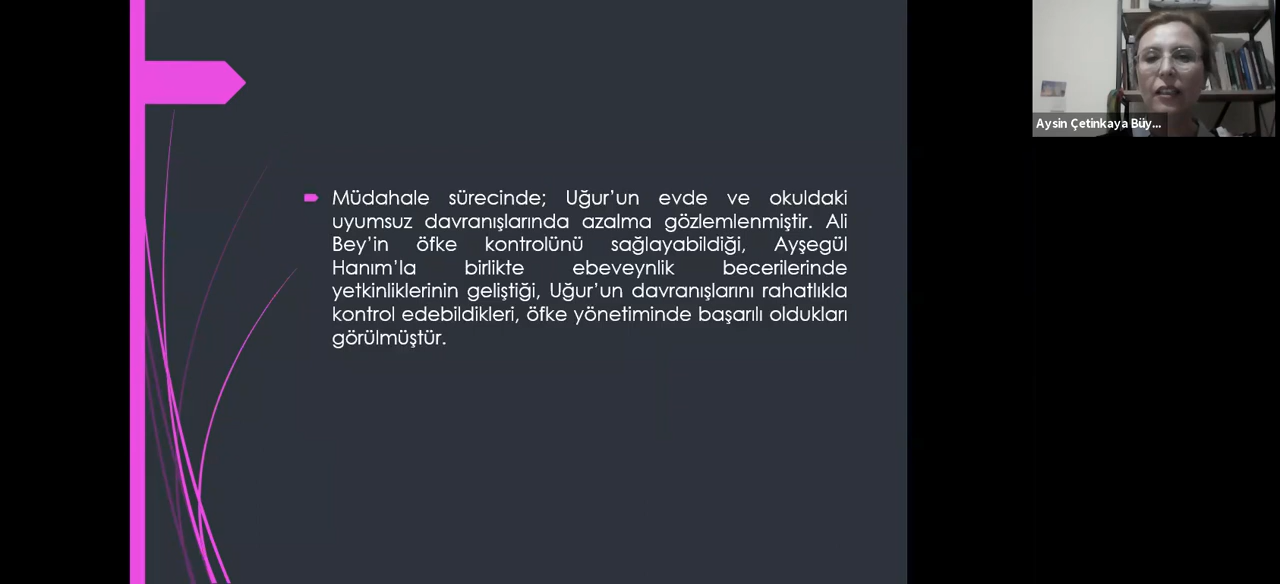 Müdahale sürecinde; Uğur’un evde ve okuldaki
uyumsuz davranışlarında azalma gözlemlenmiştir. Ali
Bey’in öfke kontrolünü sağlayabildiği, Ayşegül
Hanım’la birlikte ebeveynlik becerilerinde
yetkinliklerinin geliştiği, Uğur’un davranışlarını rahatlıkla
kontrol edebildikleri, öfke yönetiminde başarılı oldukları
görülmüştür.
Aysin Çetinkaya Büy...